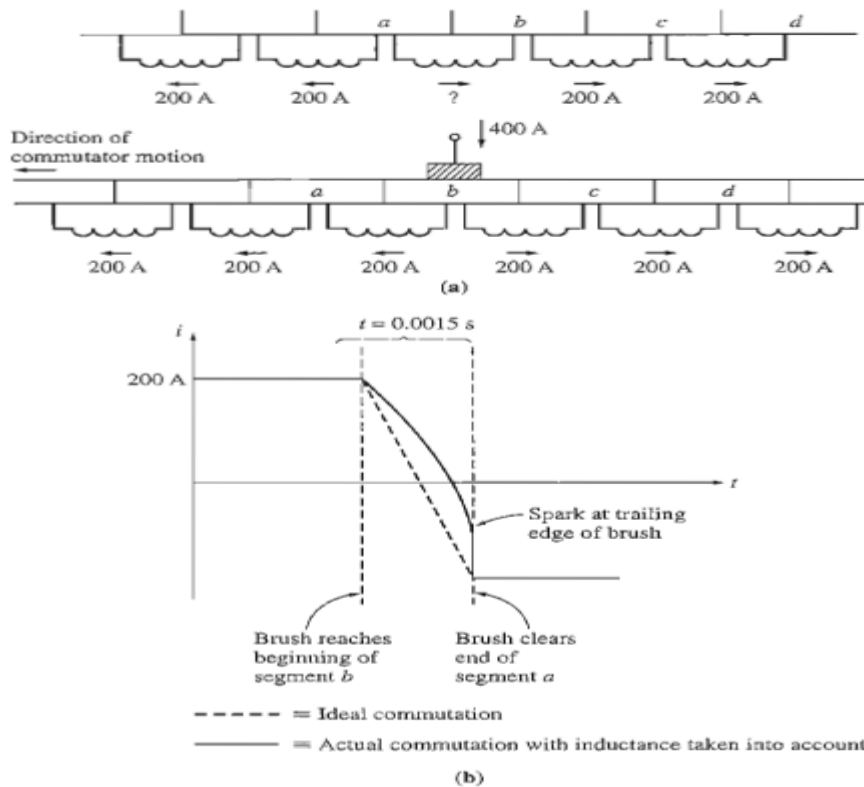 a b c d
200 A 200 A ? 200 A 200 A
400 A
Direction of
commutator motion
a b c d
200 A 200 A 200 A 200 A 200 A 200 A
(a)
t = 0.0015 s
i
200 A
t
Spark at trailing
edge of brush
Brush reaches
beginning of
segment b
Brush clears
end of
segment a
= Ideal commutation
= Actual commutation with inductance taken into account
(b)